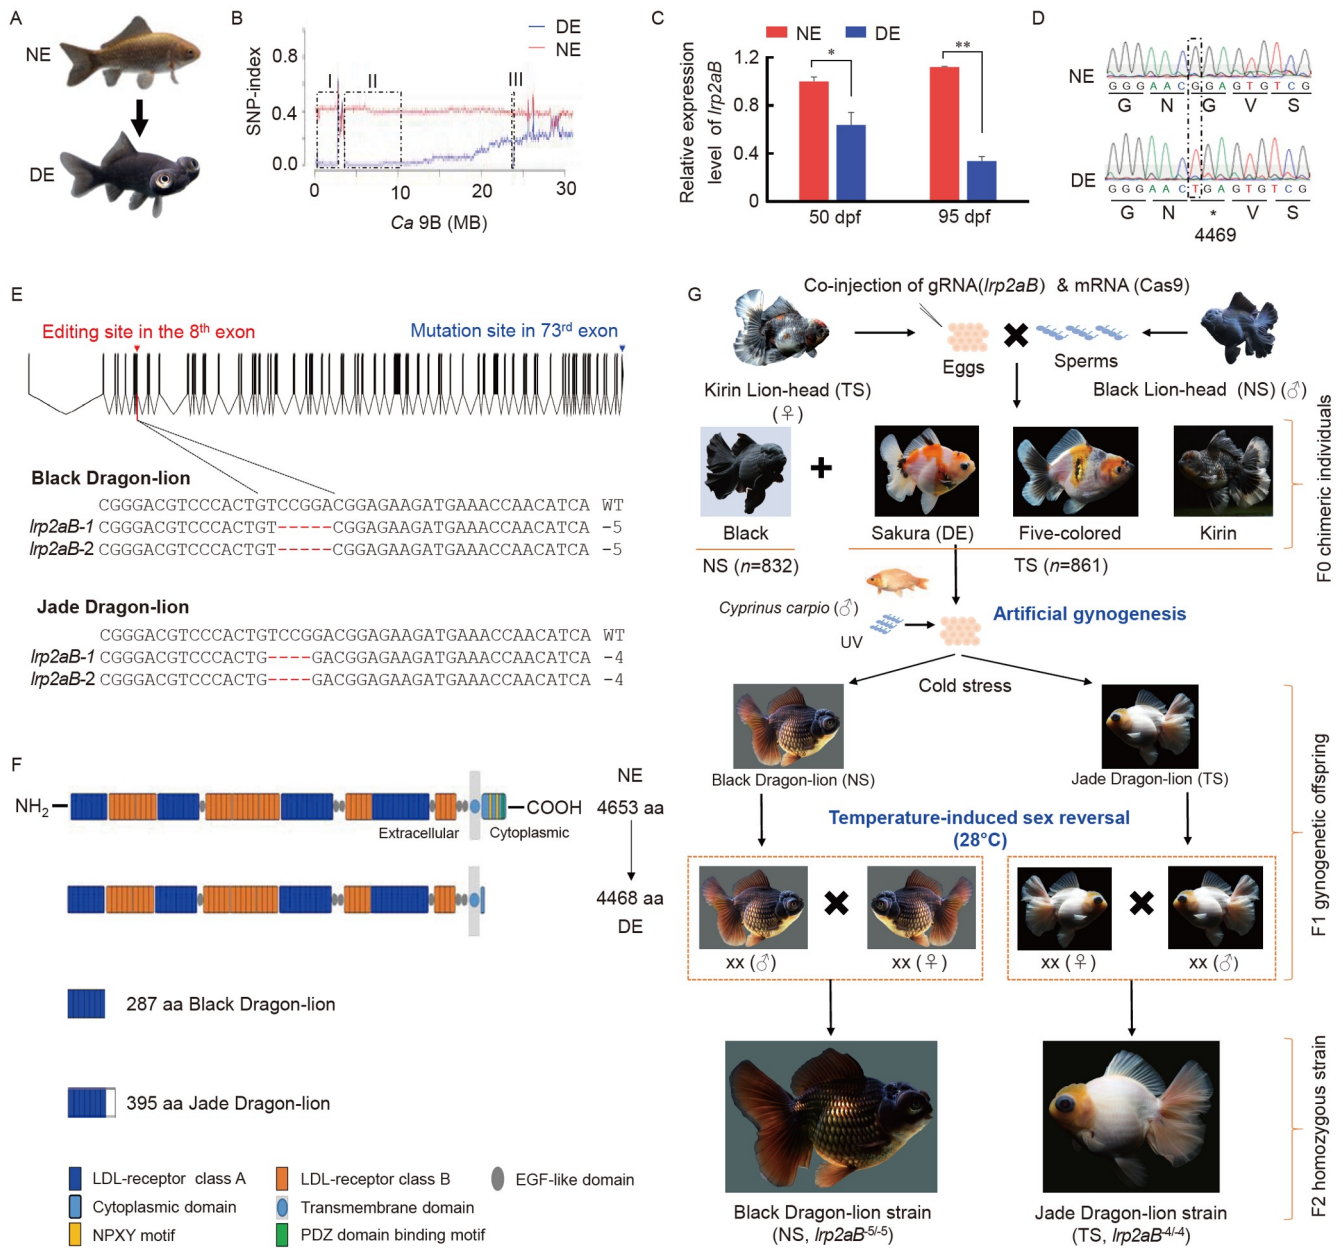 A
NE
DE
B
DE
NE
SNP-index
0.8
0.4
0.0
I
II
III
0
10
20
30
Ca 9B (MB)
C
NE
DE
Relative expression
level of lrp2aB
1.2
0.8
0.4
0
*
**
50 dpf
95 dpf
D
NE
GGGAACGGAGTGTCG
G N G V S
DE
GGGAACTGAGTGTCG
G N * V S
4469
E
Editing site in the 8th exon
Mutation site in 73rd exon
Black Dragon-lion
CGGGACGTCCCACTGTCCGGACGGAGAAGATGAAACCAACATCA WT
lrp2aB-1 CGGGACGTCCCACTGT-----CGGAGAAGATGAAACCAACATCA -5
lrp2aB-2 CGGGACGTCCCACTGT-----CGGAGAAGATGAAACCAACATCA -5
Jade Dragon-lion
CGGGACGTCCCACTGTCCGGACGGAGAAGATGAAACCAACATCA WT
lrp2aB-1 CGGGACGTCCCACTG----GACGGAGAAGATGAAACCAACATCA -4
lrp2aB-2 CGGGACGTCCCACTG----GACGGAGAAGATGAAACCAACATCA -4
F
NH2
COOH
Extracellular
Cytoplasmic
NE
4653 aa
4468 aa
DE
287 aa Black Dragon-lion
395 aa Jade Dragon-lion
LDL-receptor class A
LDL-receptor class B
EGF-like domain
Cytoplasmic domain
Transmembrane domain
NPXY motif
PDZ domain binding motif
G
Co-injection of gRNA(lrp2aB) & mRNA (Cas9)
Eggs
Sperms
Kirin Lion-head (TS)
(♀)
Black Lion-head (NS) (♂)
Black
Sakura (DE)
Five-colored
Kirin
NS (n=832)
TS (n=861)
F0 chimeric individuals
Cyprinus carpio (♂)
UV
Artificial gynogenesis
Cold stress
Black Dragon-lion (NS)
Jade Dragon-lion (TS)
Temperature-induced sex reversal
(28°C)
xx (♂)
xx (♀)
xx (♀)
xx (♂)
F1 gynogenetic offspring
Black Dragon-lion strain
(NS, lrp2aB-5/-5)
Jade Dragon-lion strain
(TS, lrp2aB-4/-4)
F2 homozygous strain